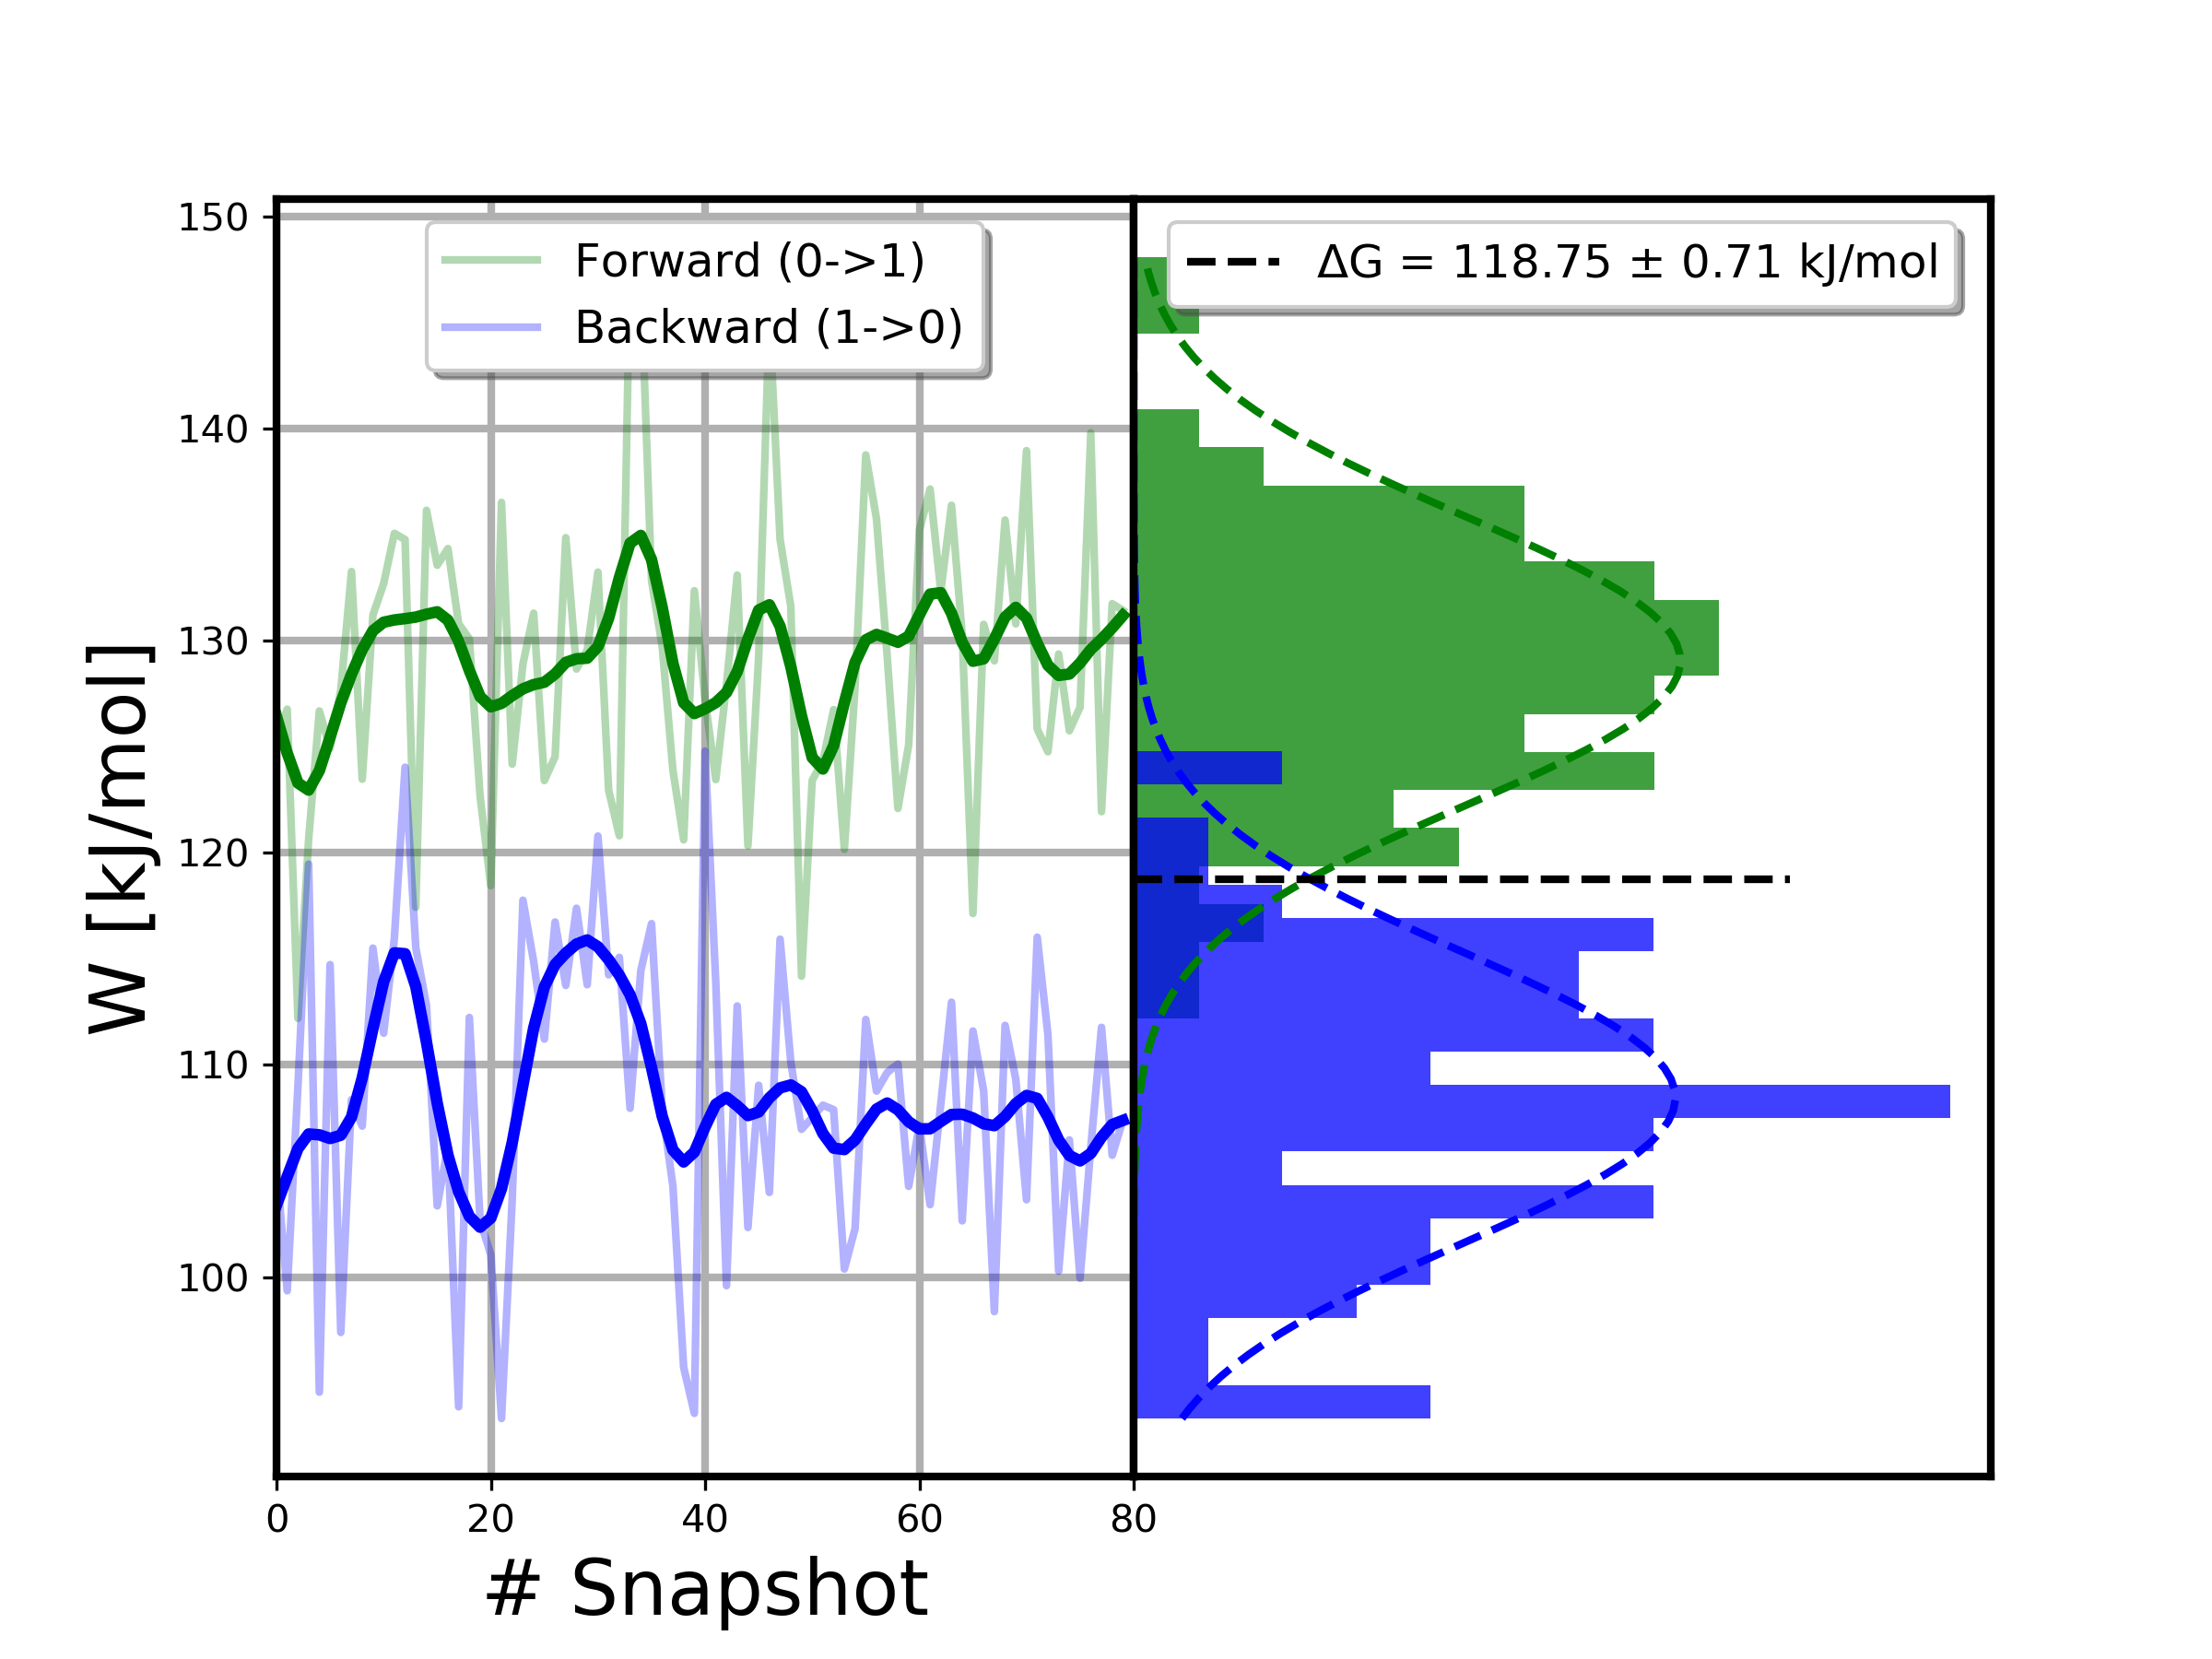 150
140
130
120
110
100
W [kJ/mol]
Forward (0->1)
Backward (1->0)
ΔG = 118.75 ± 0.71 kJ/mol
0 20 40 60 80
# Snapshot